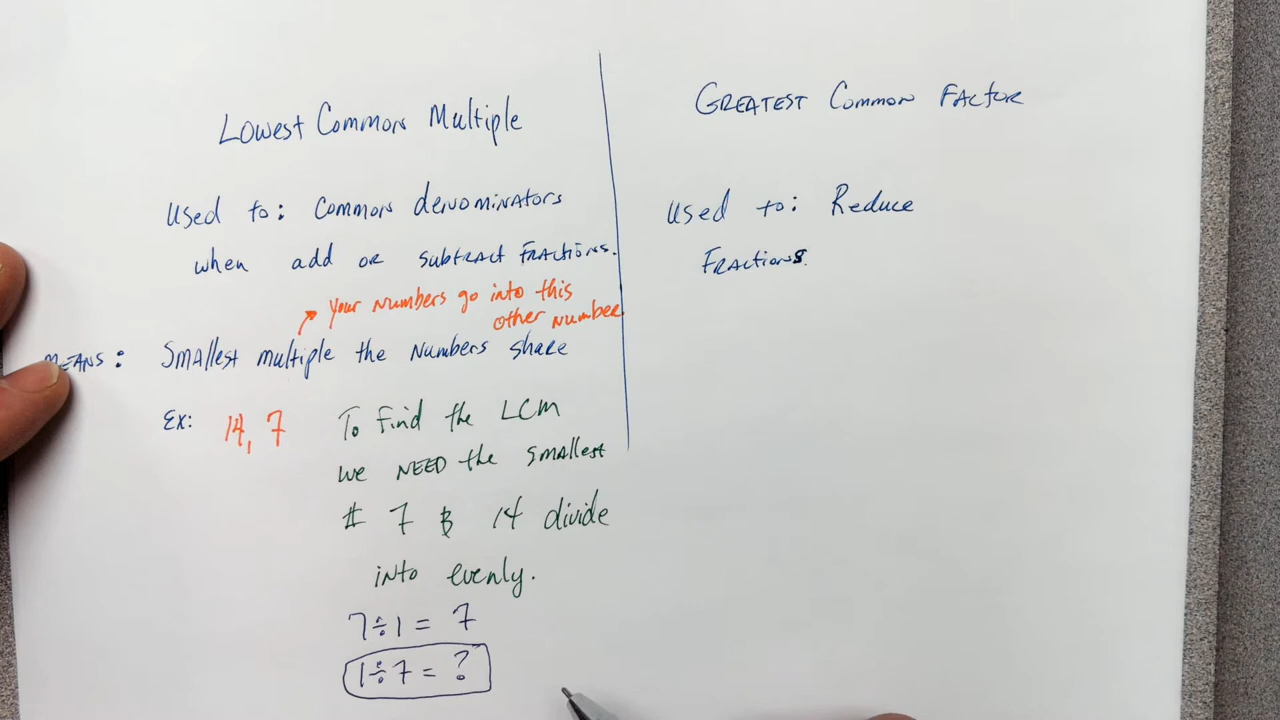 Lowest Common Multiple
Used to: Common denominators
when add or subtract Fractions.
Your Numbers go into this
other Number
MEANS: Smallest multiple the Numbers share
Ex: 14, 7
To Find the LCM
we NEED the smallest
# 7 & 14 divide
into evenly.
7÷1 = 7
1÷7 = ?
GREATEST Common Factor
Used to: Reduce
Fractions.